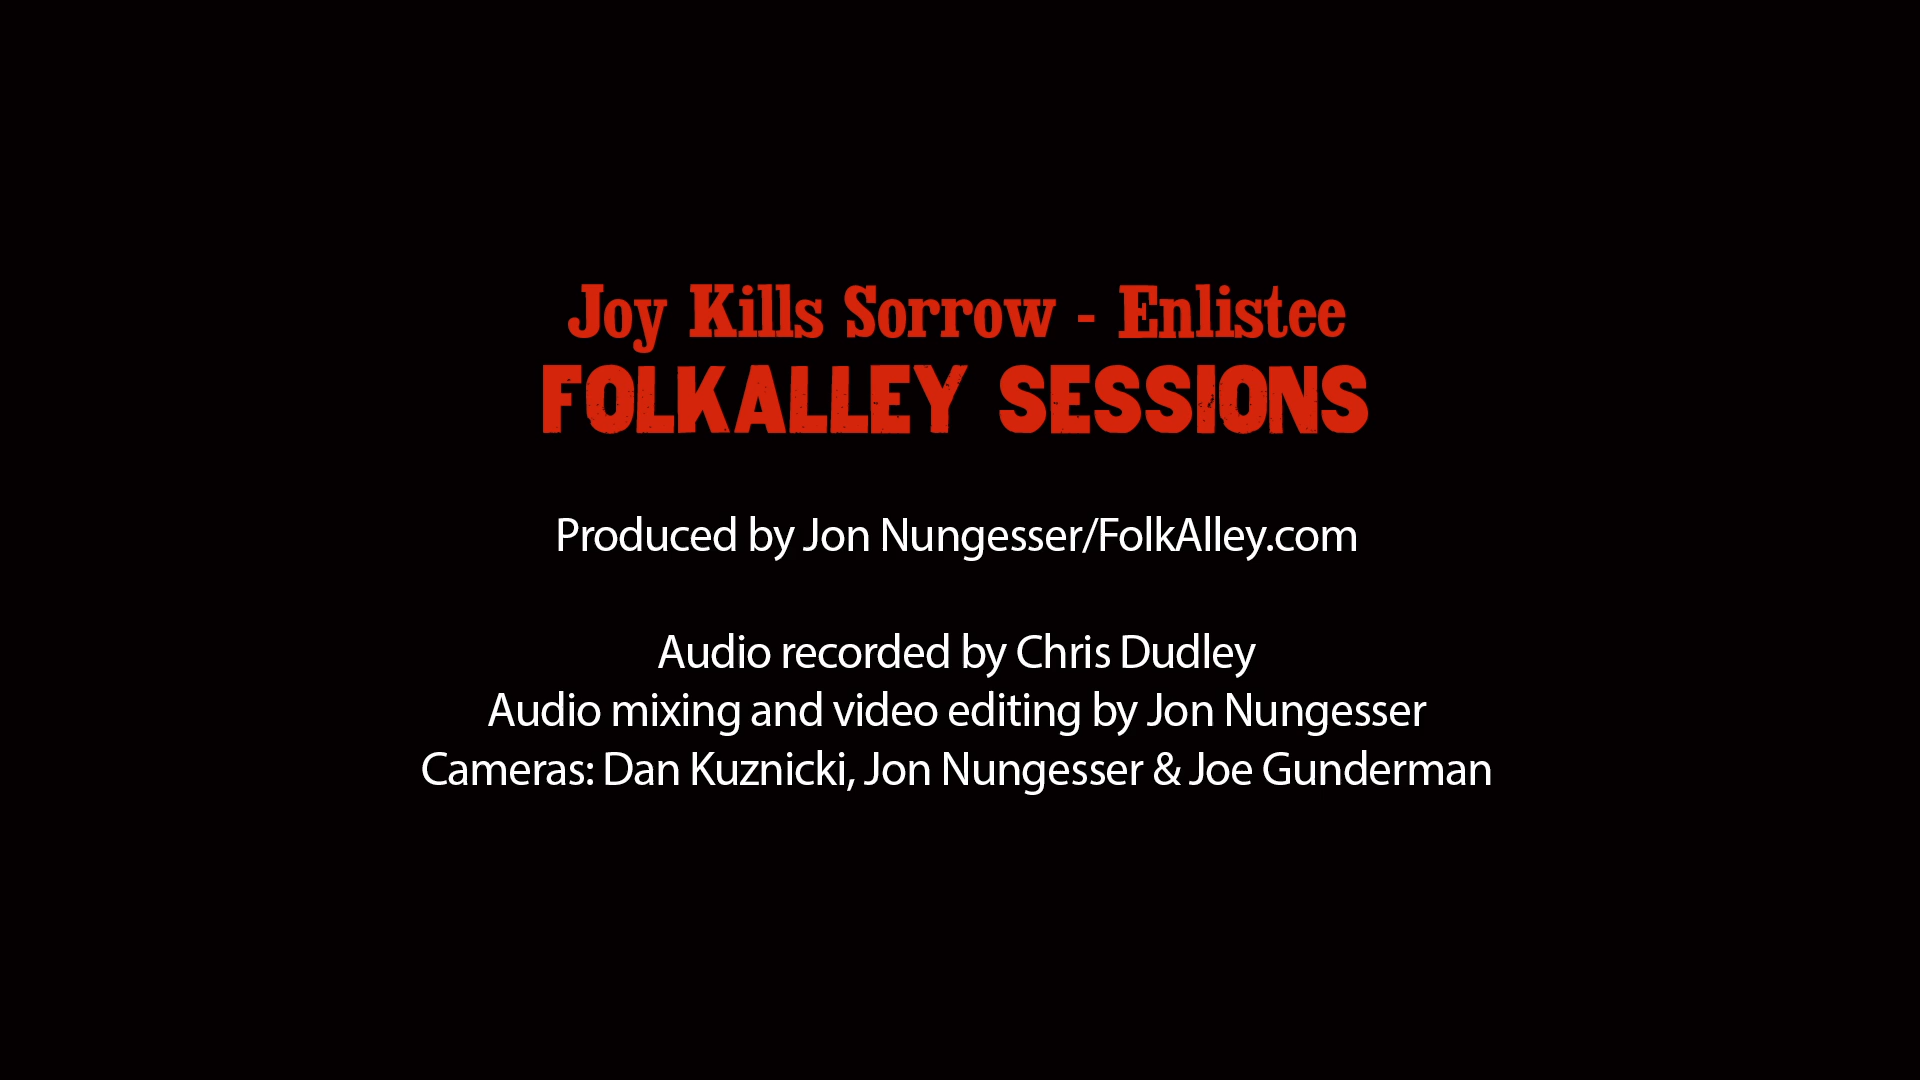 Joy Kills Sorrow - Enlistee
FOLKALLEY SESSIONS
Produced by Jon Nungesser/FolkAlley.com
Audio recorded by Chris Dudley
Audio mixing and video editing by Jon Nungesser
Cameras: Dan Kuznicki, Jon Nungesser & Joe Gunderman